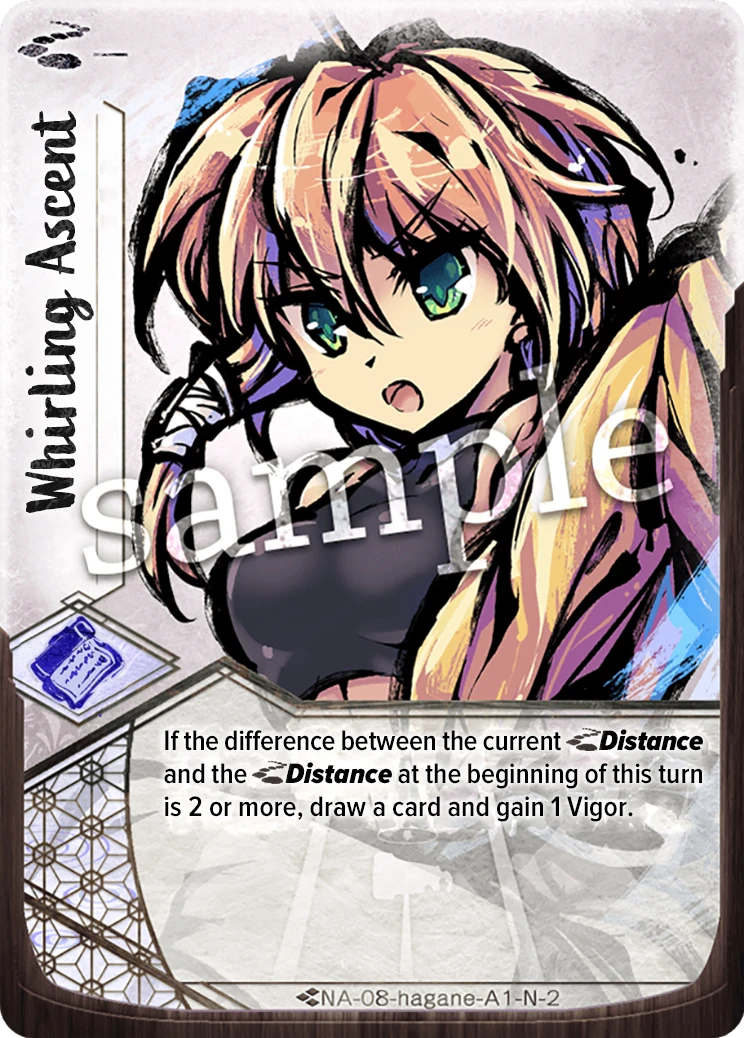 Whirling Ascent
sample
If the difference between the current Distance
and the Distance at the beginning of this turn
is 2 or more, draw a card and gain 1 Vigor.
NA-08-hagane-A1-N-2